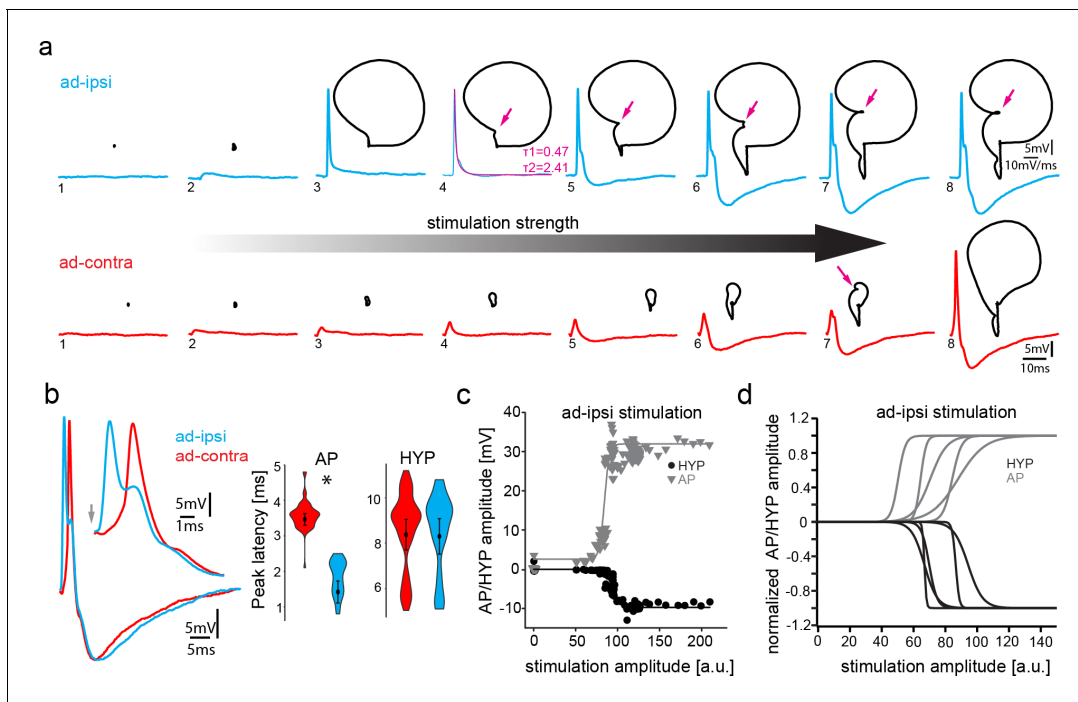 a
ad-ipsi
τ1=0.47
τ2=2.41
5mV
10mV/ms
1 2 3 4 5 6 7 8
stimulation strength
ad-contra
1 2 3 4 5 6 7 8
5mV
10ms
b
ad-ipsi
ad-contra
5mV
1ms
5mV
5ms
AP
HYP
*
Peak latency [ms]
5
4
3
2
1
10
8
6
c
ad-ipsi stimulation
AP/HYP amplitude [mV]
40
30
20
10
0
-10
HYP
AP
0 50 100 150 200
stimulation amplitude [a.u.]
d
ad-ipsi stimulation
normalized AP/HYP amplitude
1.2
0.8
0.4
0
-0.4
-0.8
-1.2
HYP
AP
0 20 40 60 80 100 120 140
stimulation amplitude [a.u.]